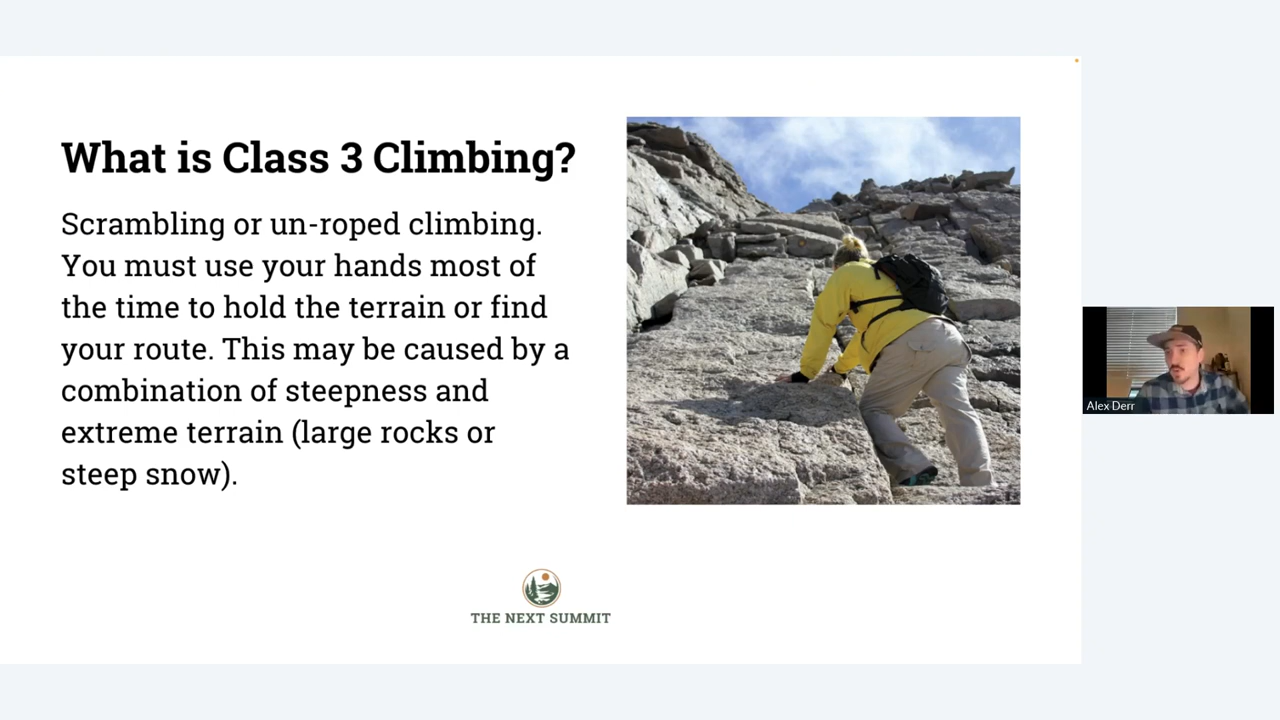 What is Class 3 Climbing?
Scrambling or un-roped climbing.
You must use your hands most of
the time to hold the terrain or find
your route. This may be caused by a
combination of steepness and
extreme terrain (large rocks or
steep snow).
Alex Derr
THE NEXT SUMMIT